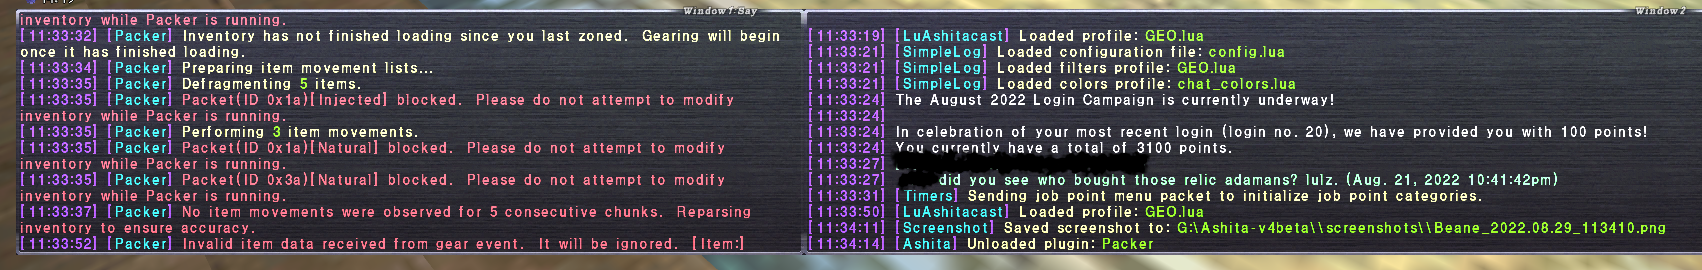 Window1:Say
inventory while Packer is running.
[11:33:32] [Packer] Inventory has not finished loading since you last zoned.  Gearing will begin
once it has finished loading.
[11:33:34] [Packer] Preparing item movement lists...
[11:33:35] [Packer] Defragmenting 5 items.
[11:33:35] [Packer] Packet(ID 0x1a)[Injected] blocked.  Please do not attempt to modify
inventory while Packer is running.
[11:33:35] [Packer] Performing 3 item movements.
[11:33:35] [Packer] Packet(ID 0x1a)[Natural] blocked.  Please do not attempt to modify
inventory while Packer is running.
[11:33:35] [Packer] Packet(ID 0x3a)[Natural] blocked.  Please do not attempt to modify
inventory while Packer is running.
[11:33:37] [Packer] No item movements were observed for 5 consecutive chunks.  Reparsing
inventory to ensure accuracy.
[11:33:52] [Packer] Invalid item data received from gear event.  It will be ignored.  [Item:]
Window2
[11:33:19] [LuAshitacast] Loaded profile: GEO.lua
[11:33:21] [SimpleLog] Loaded configuration file: config.lua
[11:33:21] [SimpleLog] Loaded filters profile: GEO.lua
[11:33:21] [SimpleLog] Loaded colors profile: chat_colors.lua
[11:33:24] The August 2022 Login Campaign is currently underway!
[11:33:24]
[11:33:24] In celebration of your most recent login (login no. 20), we have provided you with 100 points!
[11:33:24] You currently have a total of 3100 points.
[11:33:27]
[11:33:27] did you see who bought those relic adamans? lulz. (Aug. 21, 2022 10:41:42pm)
[11:33:31] [Timers] Sending job point menu packet to initialize job point categories.
[11:33:50] [LuAshitacast] Loaded profile: GEO.lua
[11:34:11] [Screenshot] Saved screenshot to: G:\Ashita-v4beta\\screenshots\\Beane_2022.08.29_113410.png
[11:34:14] [Ashita] Unloaded plugin: Packer